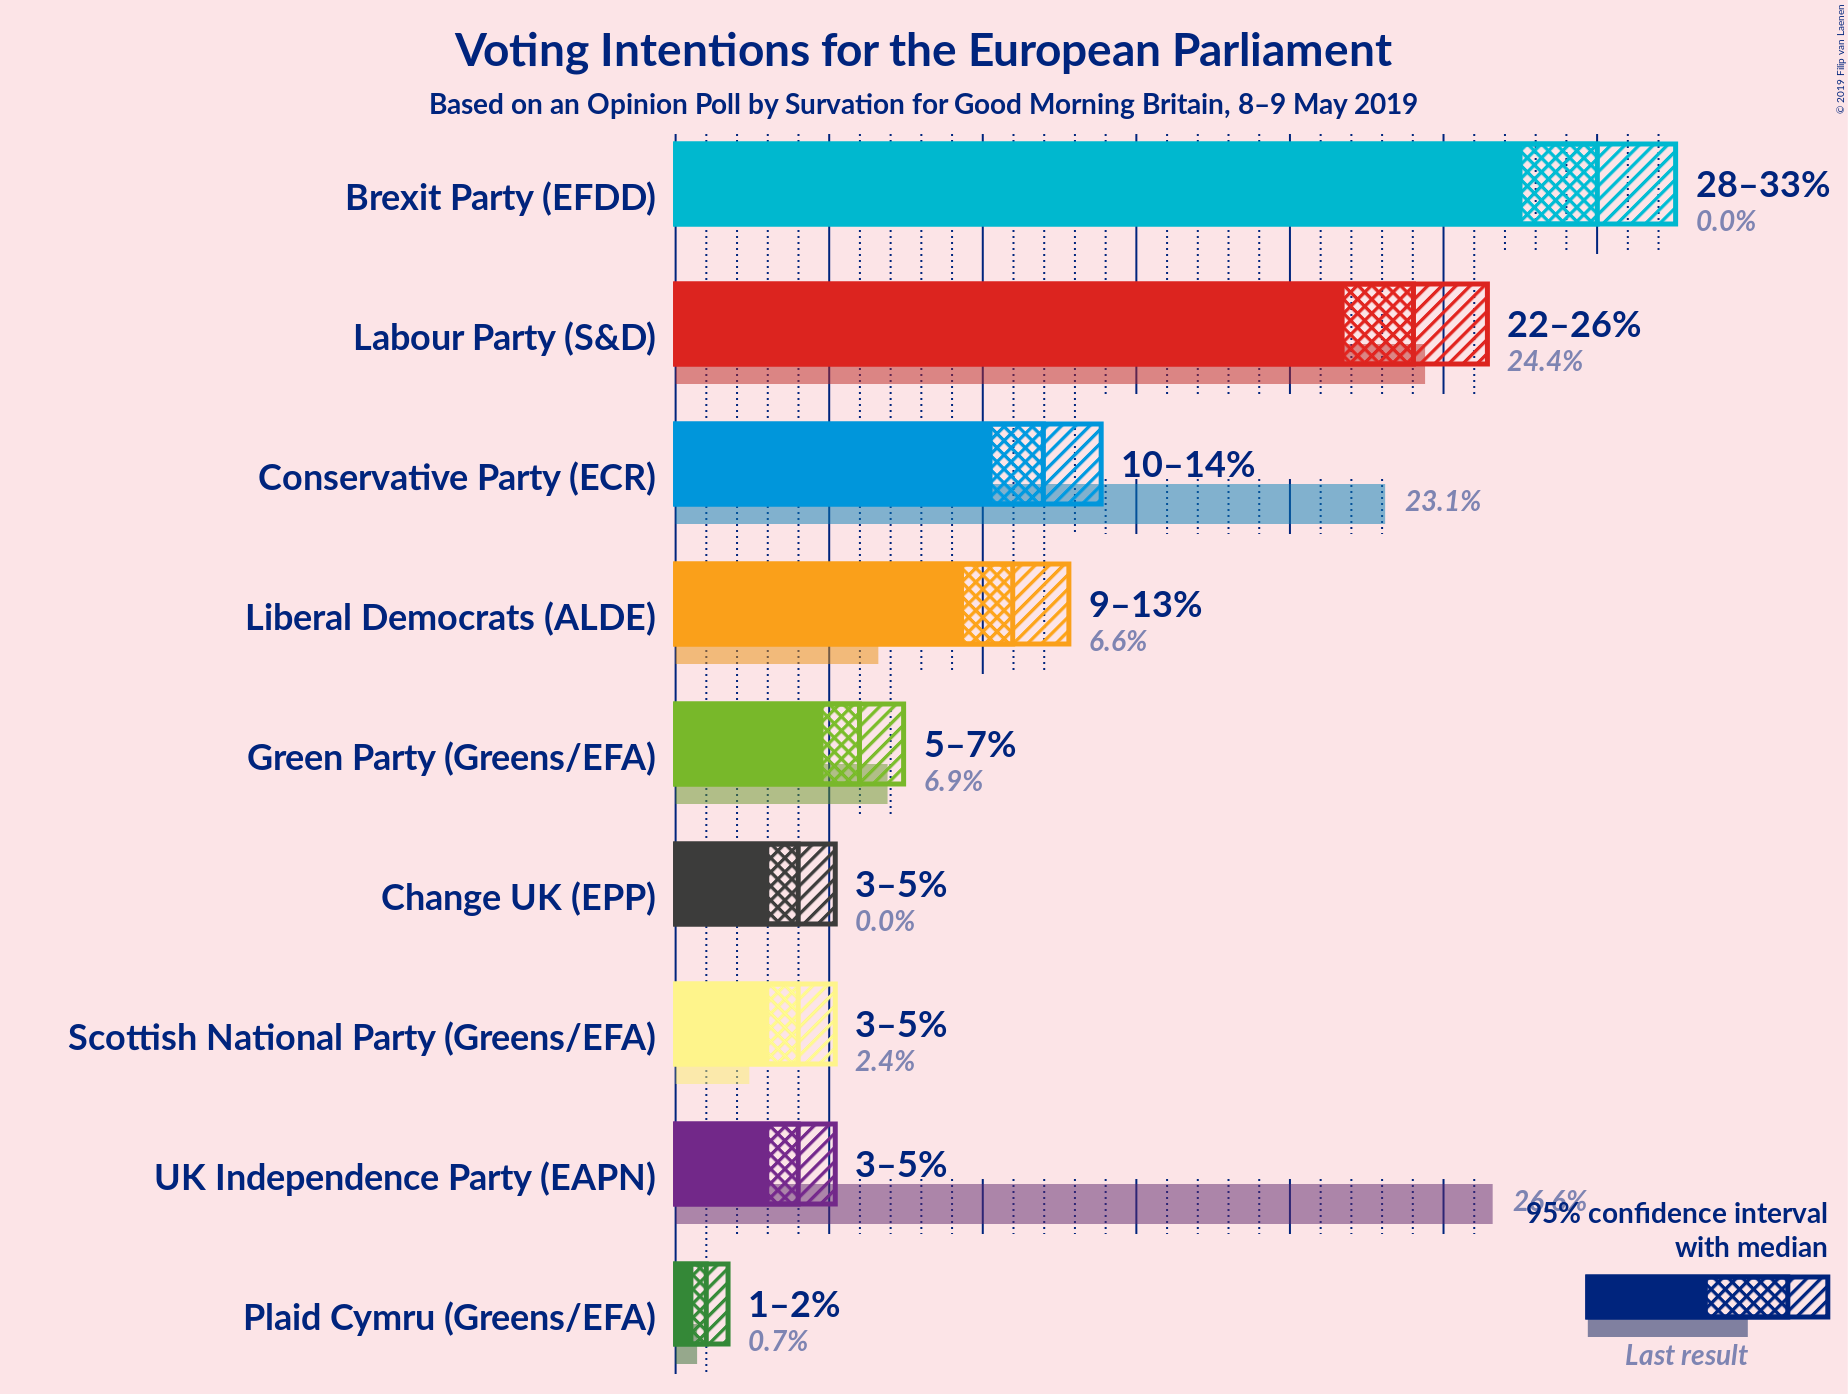 Voting Intentions for the European Parliament
Based on an Opinion Poll by Survation for Good Morning Britain, 8–9 May 2019
© 2019 Filip van Laenen
Brexit Party (EFDD)
28–33%
0.0%
Labour Party (S&D)
22–26%
24.4%
Conservative Party (ECR)
10–14%
23.1%
Liberal Democrats (ALDE)
9–13%
6.6%
Green Party (Greens/EFA)
5–7%
6.9%
Change UK (EPP)
3–5%
0.0%
Scottish National Party (Greens/EFA)
3–5%
2.4%
UK Independence Party (EAPN)
3–5%
26.6%
Plaid Cymru (Greens/EFA)
1–2%
0.7%
95% confidence interval
with median
Last result